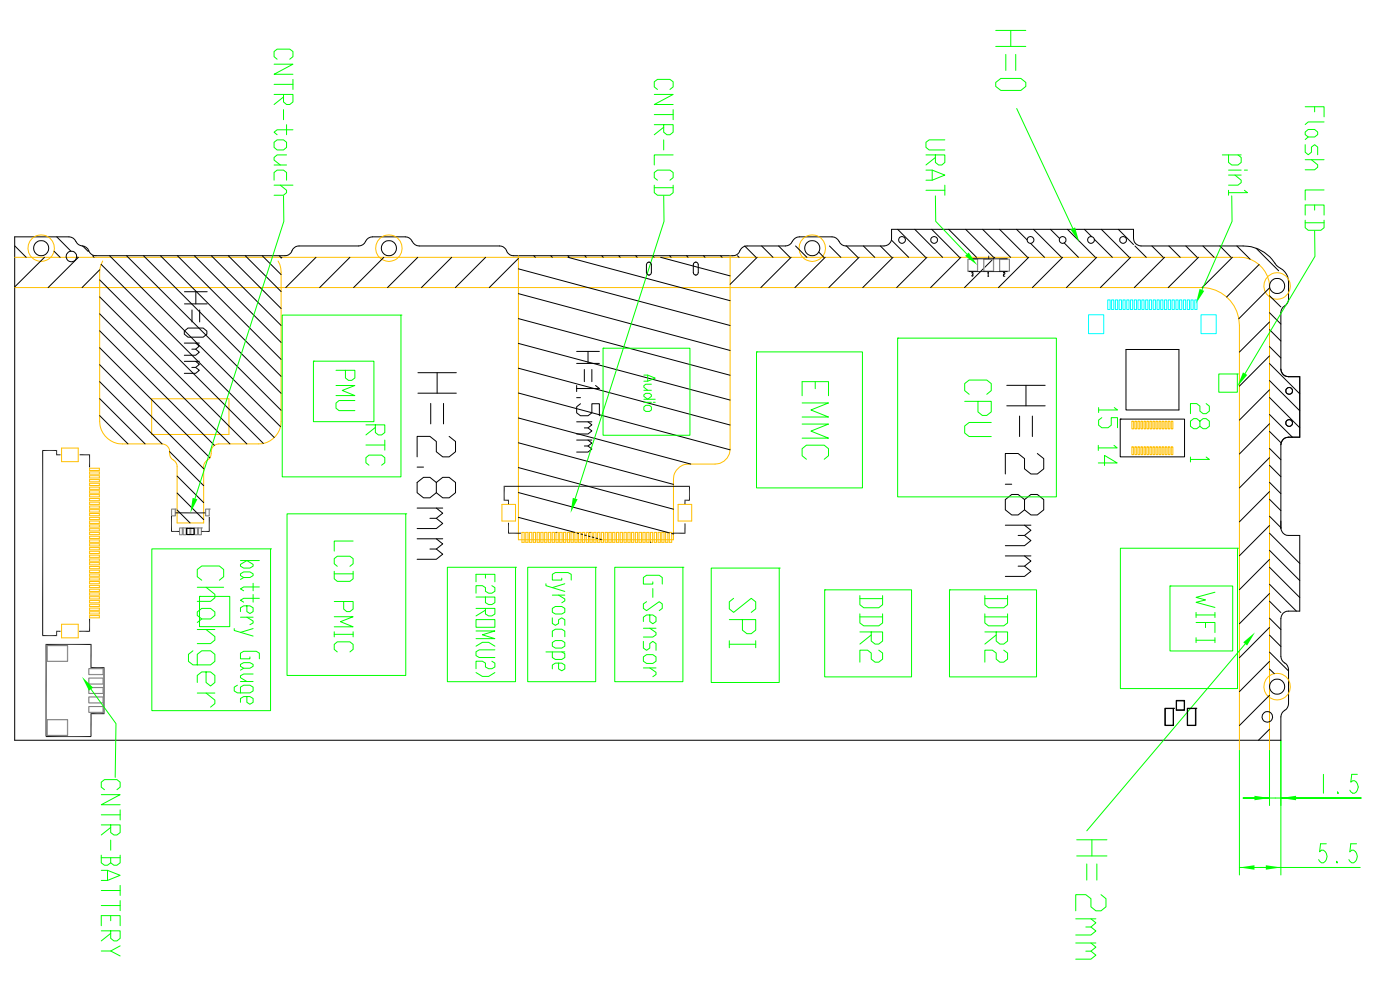 H=0
Flash LED
CNTR-touch
CNTR-LCD
URAT
pin1
H=0mm
PMU
RTC
H=2.8mm
H=1.5mm
Audio
EMMC
CPU
H=2.8mm
15 14
28 1
LCD PMIC
battery Gauge
Changer
E2PROM(U2)
Gyroscope
G-Sensor
SPI
DDR2
DDR2
WIFI
CNTR-BATTERY
1.5
5.5
H=2mm